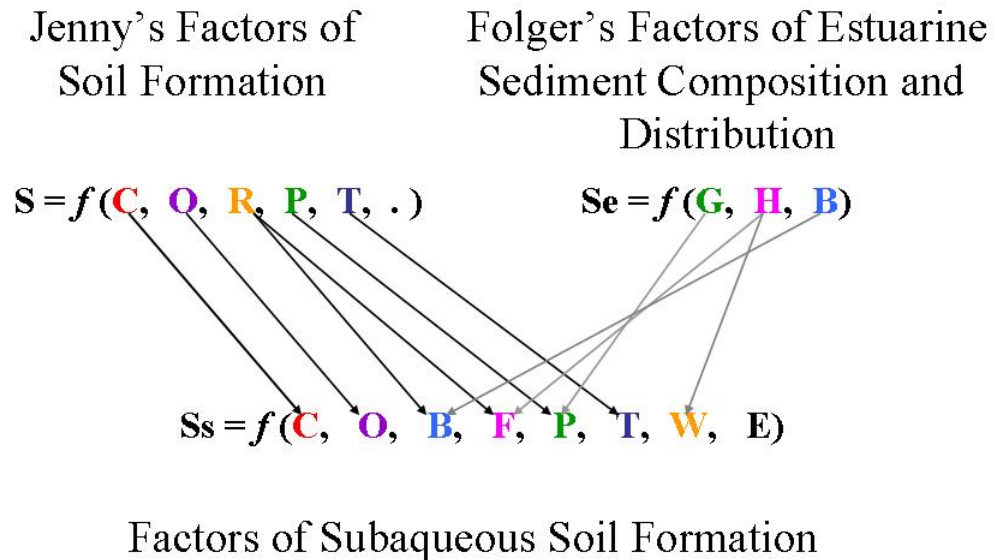 Jenny's Factors of
Soil Formation
Folger's Factors of Estuarine
Sediment Composition and
Distribution
S = f (C, O, R, P, T, . )
Se = f (G, H, B)
Ss = f (C, O, B, F, P, T, W, E)
Factors of Subaqueous Soil Formation